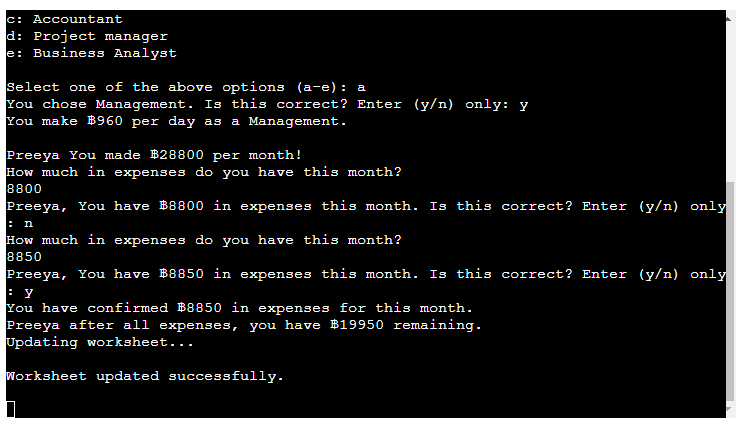 c: Accountant
d: Project manager
e: Business Analyst
Select one of the above options (a-e): a
You chose Management. Is this correct? Enter (y/n) only: y
You make ฿960 per day as a Management.
Preeya You made ฿28800 per month!
How much in expenses do you have this month?
8800
Preeya, You have ฿8800 in expenses this month. Is this correct? Enter (y/n) only
: n
How much in expenses do you have this month?
8850
Preeya, You have ฿8850 in expenses this month. Is this correct? Enter (y/n) only
: y
You have confirmed ฿8850 in expenses for this month.
Preeya after all expenses, you have ฿19950 remaining.
Updating worksheet...
Worksheet updated successfully.